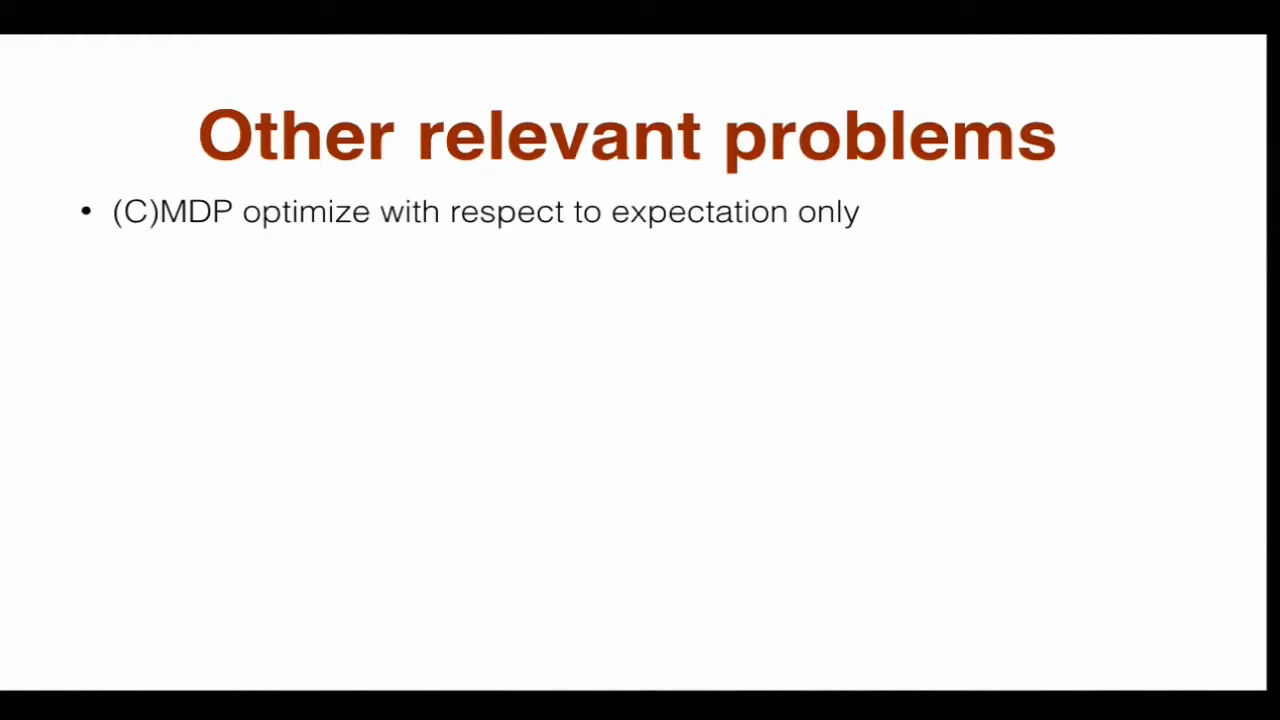 Other relevant problems
• (C)MDP optimize with respect to expectation only